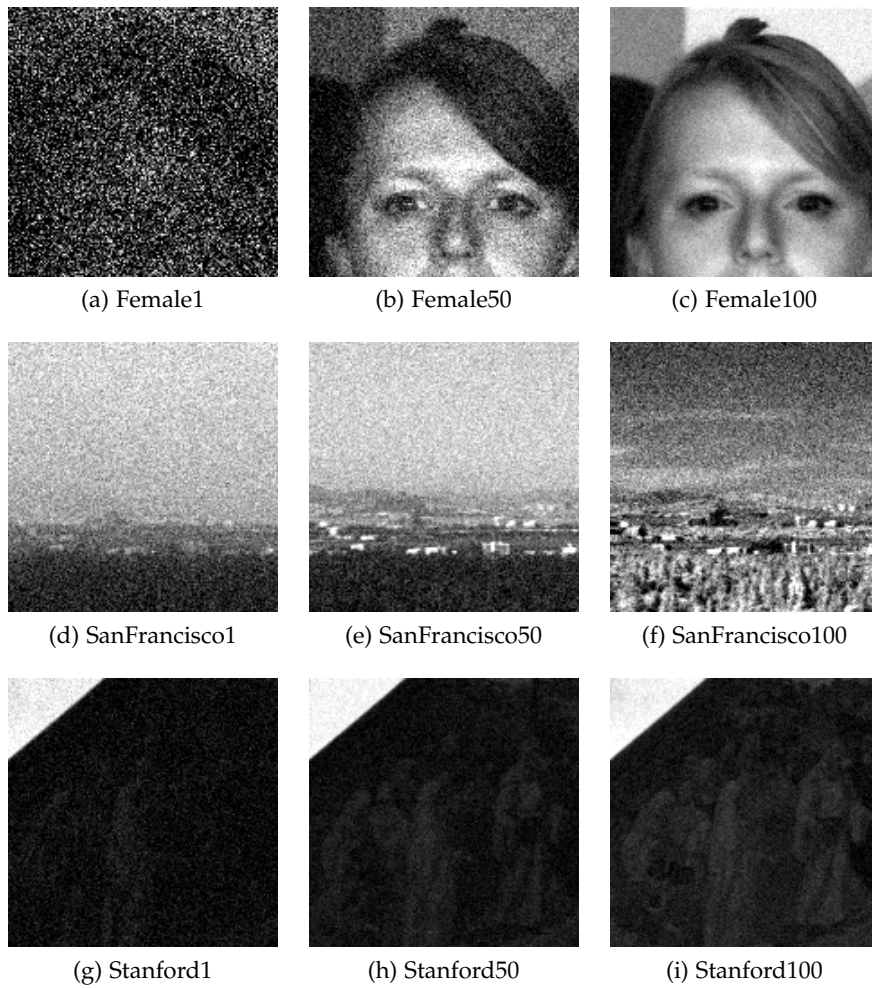 (a) Female1
(b) Female50
(c) Female100
(d) SanFrancisco1
(e) SanFrancisco50
(f) SanFrancisco100
(g) Stanford1
(h) Stanford50
(i) Stanford100